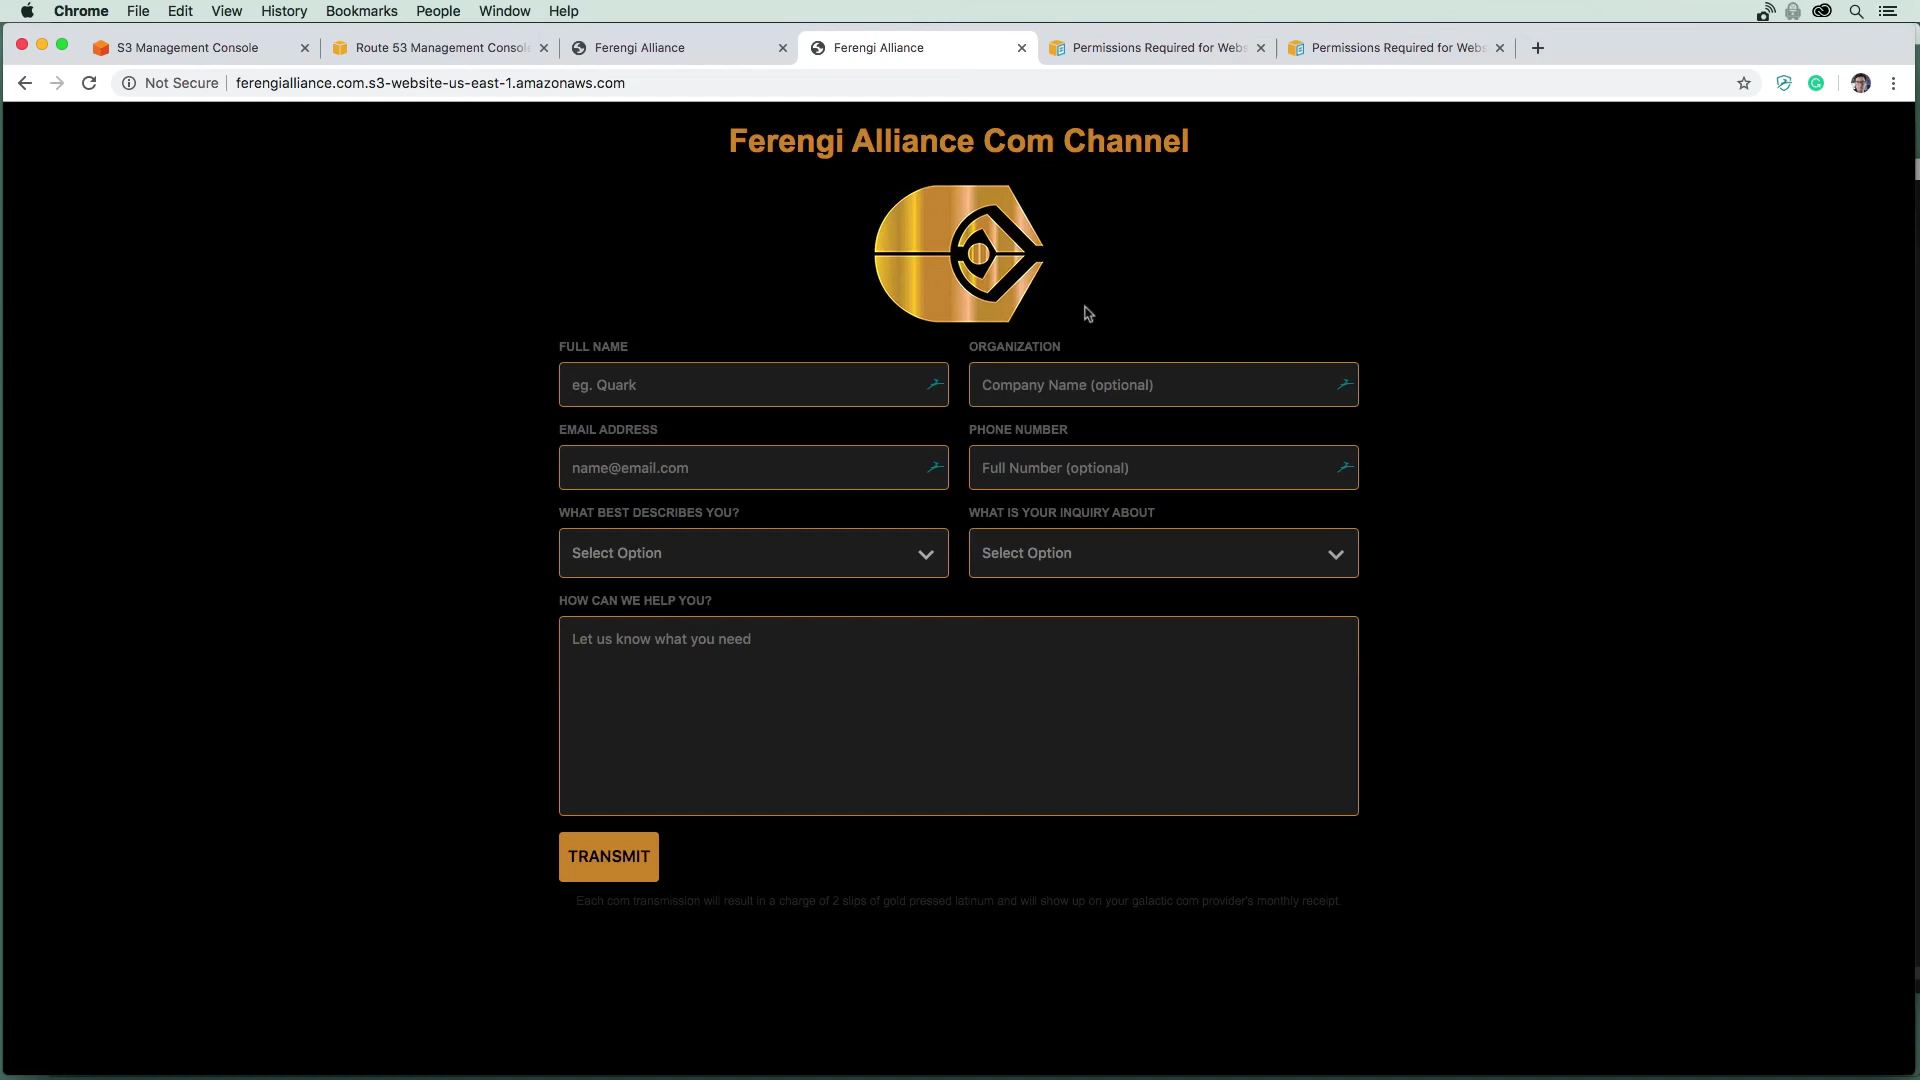 Chrome File Edit View History Bookmarks People Window Help
S3 Management Console
Route 53 Management Consol
Ferengi Alliance
Ferengi Alliance
Permissions Required for Webs
Permissions Required for Webs
Not Secure ferengialliance.com.s3-website-us-east-1.amazonaws.com
Ferengi Alliance Com Channel
FULL NAME
ORGANIZATION
eg. Quark
Company Name (optional)
EMAIL ADDRESS
PHONE NUMBER
name@email.com
Full Number (optional)
WHAT BEST DESCRIBES YOU?
WHAT IS YOUR INQUIRY ABOUT
Select Option
Select Option
HOW CAN WE HELP YOU?
Let us know what you need
TRANSMIT
Each com transmission will result in a charge of 2 slips of gold pressed latinum and will show up on your galactic com provider's monthly receipt.